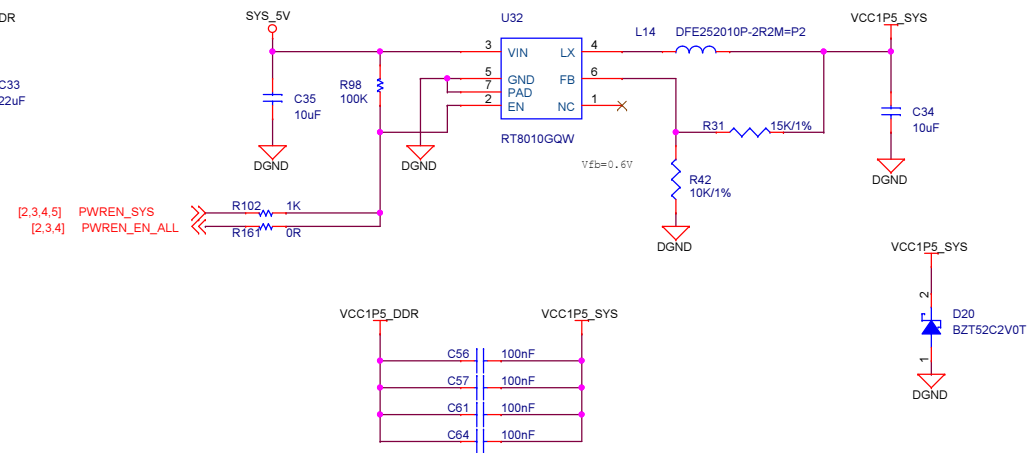 DDR
SYS_5V
U32
VCC1P5_SYS
L14 DFE252010P-2R2M=P2
3 VIN LX 4
5 GND FB 6
7 PAD
2 EN NC 1
RT8010GQW
C33
22uF
C35
10uF
R98
100K
C34
10uF
R31 15K/1%
Vfb=0.6V
R42
10K/1%
DGND
DGND
DGND
DGND
[2,3,4,5] PWREN_SYS R102 1K
[2,3,4] PWREN_EN_ALL R161 0R
VCC1P5_SYS
2
D20
BZT52C2V0T
1
DGND
VCC1P5_DDR VCC1P5_SYS
C56 100nF
C57 100nF
C61 100nF
C64 100nF